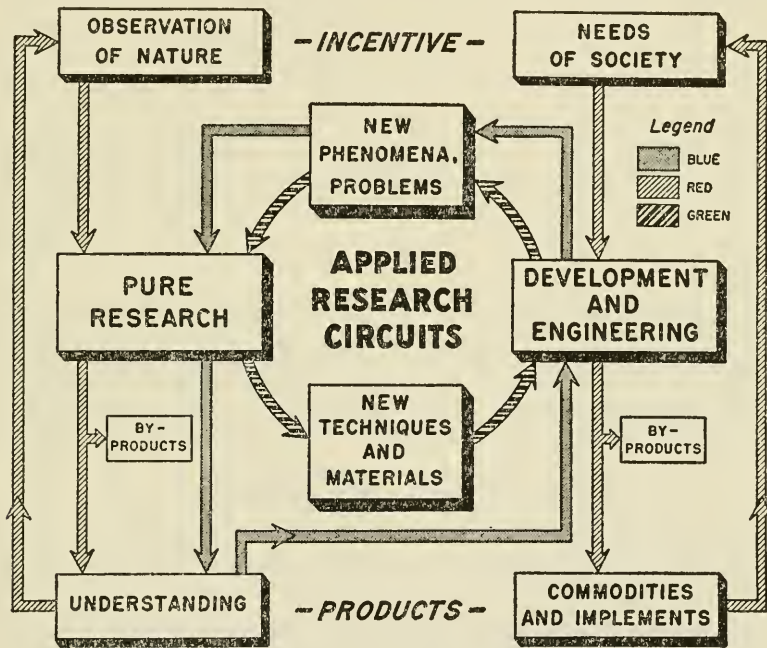 OBSERVATION
OF NATURE
-INCENTIVE-
NEEDS
OF SOCIETY
NEW
PHENOMENA,
PROBLEMS
Legend
BLUE
RED
GREEN
PURE
RESEARCH
APPLIED
RESEARCH
CIRCUITS
DEVELOPMENT
AND
ENGINEERING
NEW
TECHNIQUES
AND
MATERIALS
BY-
PRODUCTS
BY-
PRODUCTS
UNDERSTANDING
-PRODUCTS-
COMMODITIES
AND IMPLEMENTS